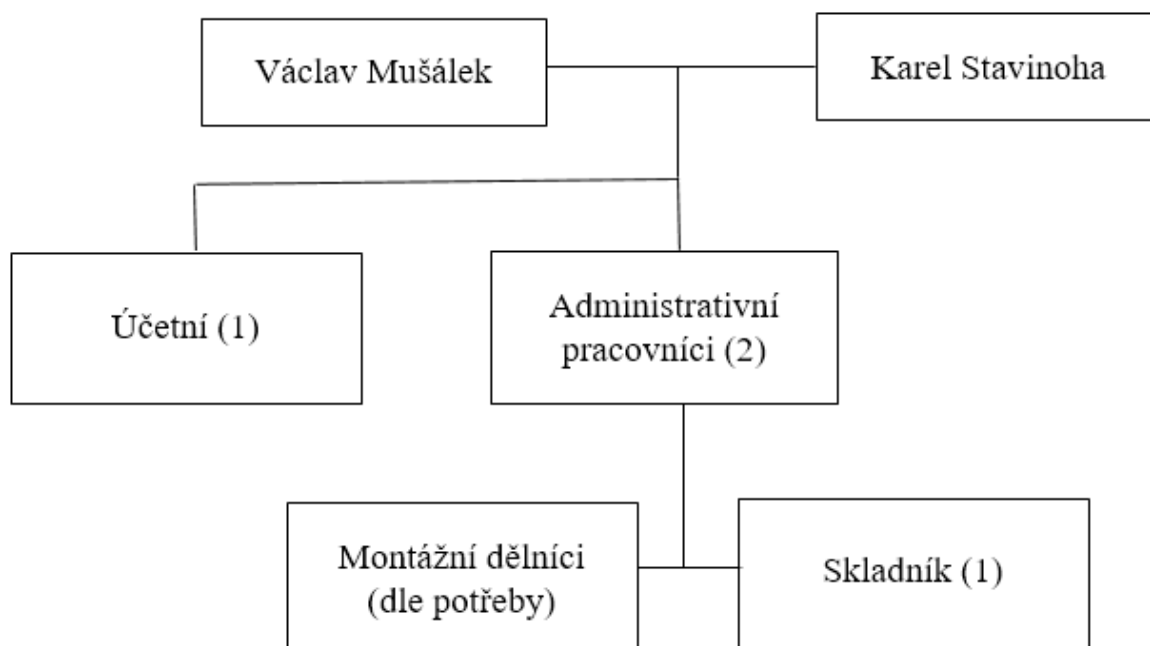 Václav Mušálek
Karel Stavinoha
Účetní (1)
Administrativní
pracovníci (2)
Montážní dělníci
(dle potřeby)
Skladník (1)